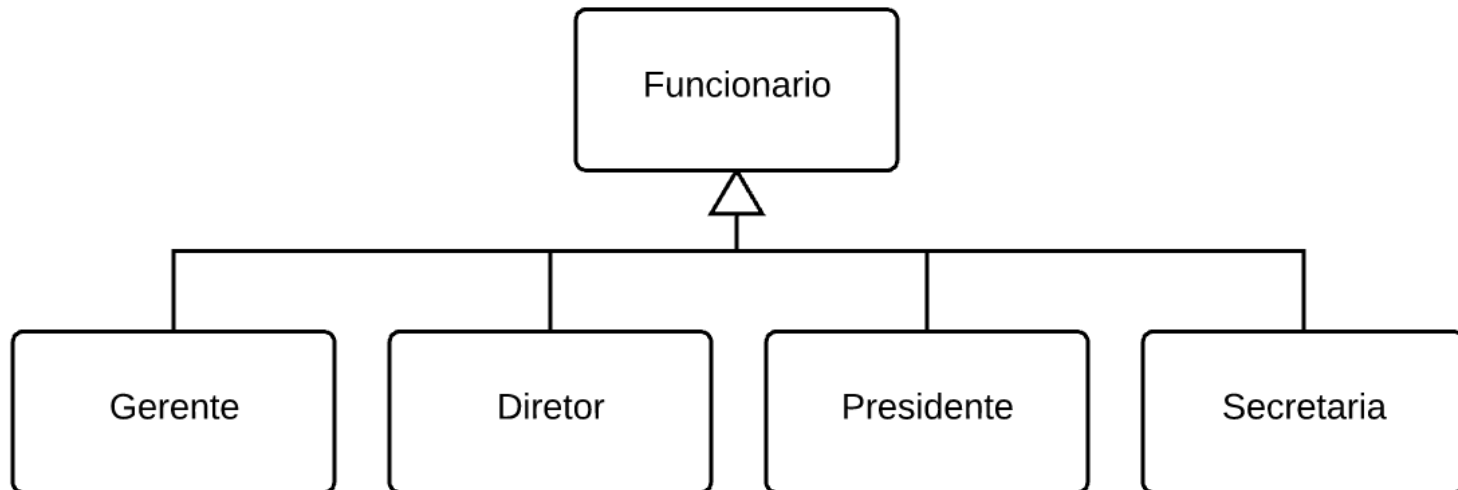 Funcionario
Gerente
Diretor
Presidente
Secretaria